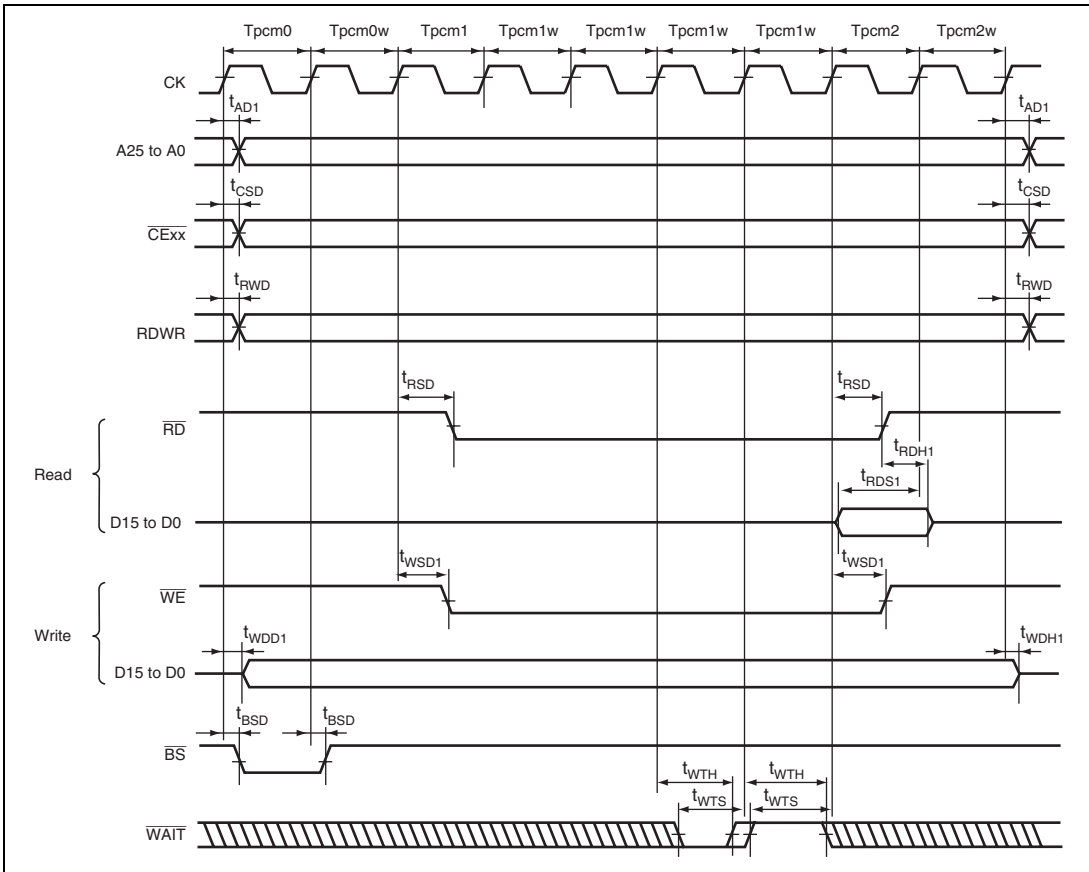 Tpcm0 Tpcm0w Tpcm1 Tpcm1w Tpcm1w Tpcm1w Tpcm1w Tpcm2 Tpcm2w
CK
tAD1 tAD1
A25 to A0
tCSD tCSD
CExx
tRWD tRWD
RDWR
tRSD tRSD
RD
tRDH1
Read
tRDS1
D15 to D0
tWSD1 tWSD1
WE
Write
tWDD1 tWDH1
D15 to D0
tBSD tBSD
BS
tWTH tWTH
tWTS tWTS
WAIT